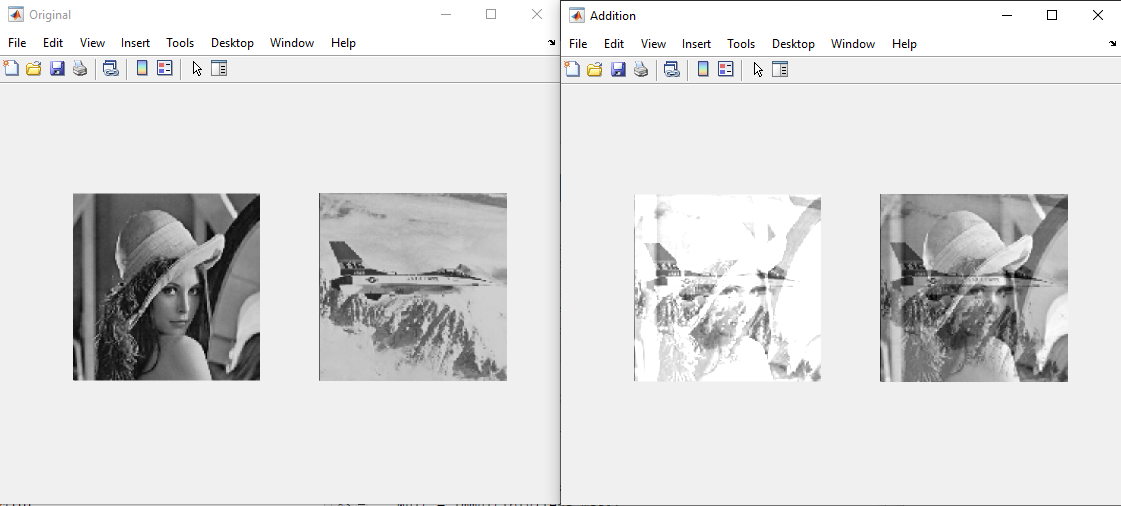 Original
File Edit View Insert Tools Desktop Window Help
Addition
File Edit View Insert Tools Desktop Window Help